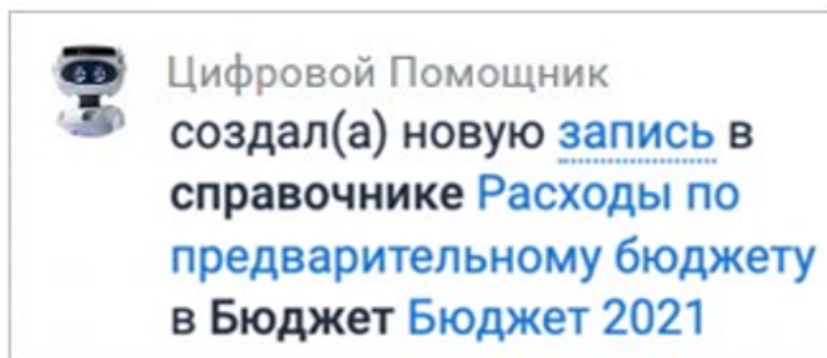 Цифровой Помощник
создал(а) новую запись в
справочнике Расходы по
предварительному бюджету
в Бюджет Бюджет 2021